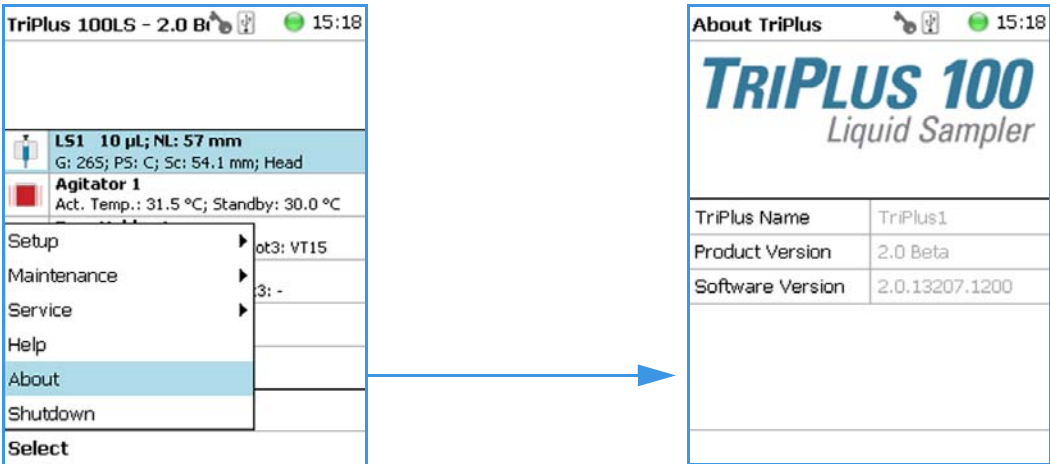 TriPlus 100LS - 2.0 B 15:18
LS1 10 µL; NL: 57 mm
G: 265; PS: C; Sc: 54.1 mm; Head
Agitator 1
Act. Temp.: 31.5 °C; Standby: 30.0 °C
Setup
ot3: VT15
Maintenance
3: -
Service
Help
About
Shutdown
Select
About TriPlus 15:18
TRIPLUS 100
Liquid Sampler
TriPlus Name TriPlus1
Product Version 2.0 Beta
Software Version 2.0.13207.1200